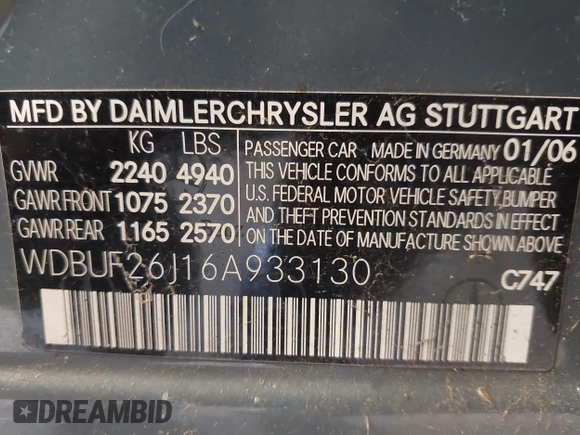 MFD BY DAIMLERCHRYSLER AG STUTTGART
KG LBS
GVWR 2240 4940
GAWR FRONT 1075 2370
GAWR REAR 1165 2570
PASSENGER CAR MADE IN GERMANY 01/06
THIS VEHICLE CONFORMS TO ALL APPLICABLE
U.S. FEDERAL MOTOR VEHICLE SAFETY, BUMPER
AND THEFT PREVENTION STANDARDS IN EFFECT
ON THE DATE OF MANUFACTURE SHOWN ABOVE.
WDBUF26J16A933130
C747
DREAMBID